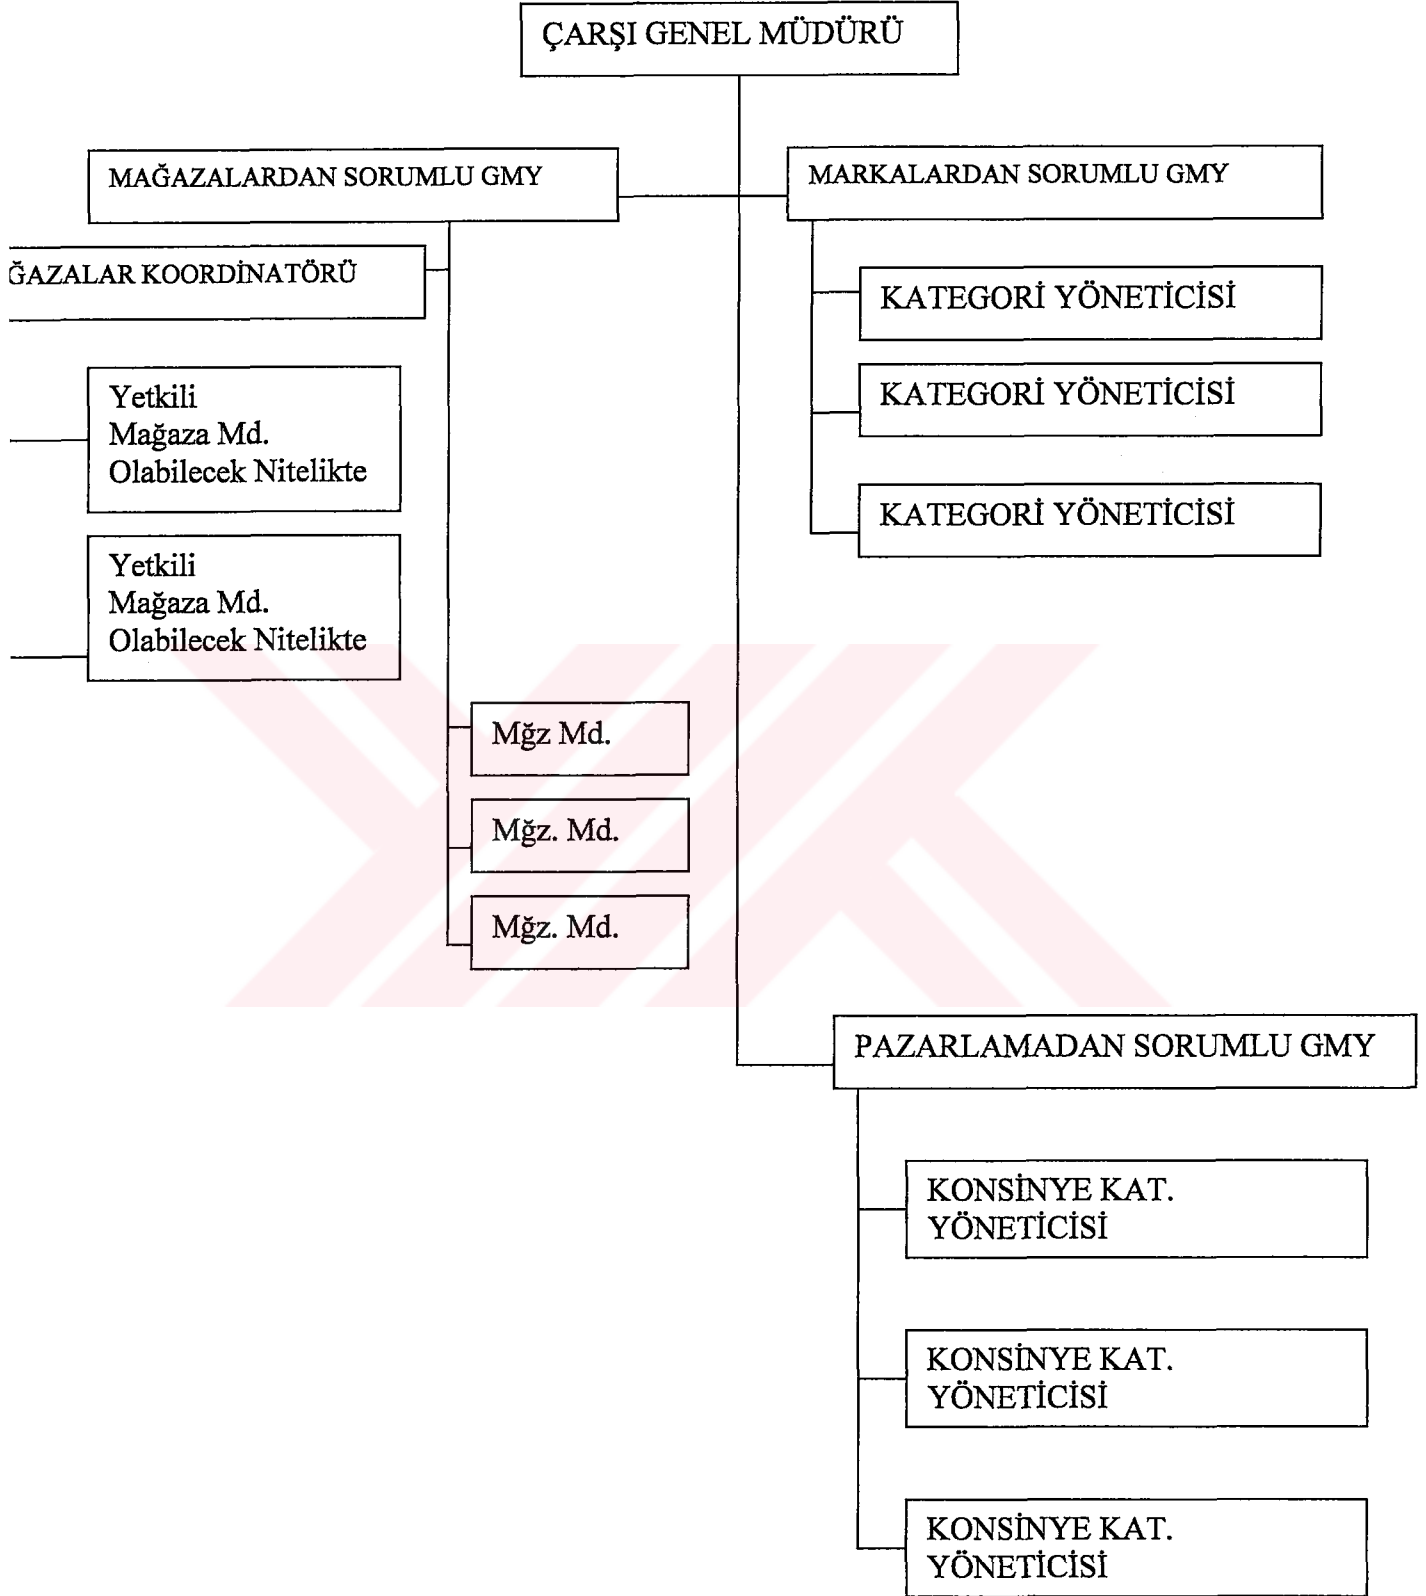 ÇARŞI GENEL MÜDÜRÜ
MAĞAZALARDAN SORUMLU GMY
MARKALARDAN SORUMLU GMY
ĞAZALAR KOORDİNATÖRÜ
KATEGORİ YÖNETİCİSİ
KATEGORİ YÖNETİCİSİ
KATEGORİ YÖNETİCİSİ
Yetkili
Mağaza Md.
Olabilecek Nitelikte
Yetkili
Mağaza Md.
Olabilecek Nitelikte
Mğz Md.
Mğz. Md.
Mğz. Md.
PAZARLAMADAN SORUMLU GMY
KONSİNYE KAT.
YÖNETİCİSİ
KONSİNYE KAT.
YÖNETİCİSİ
KONSİNYE KAT.
YÖNETİCİSİ